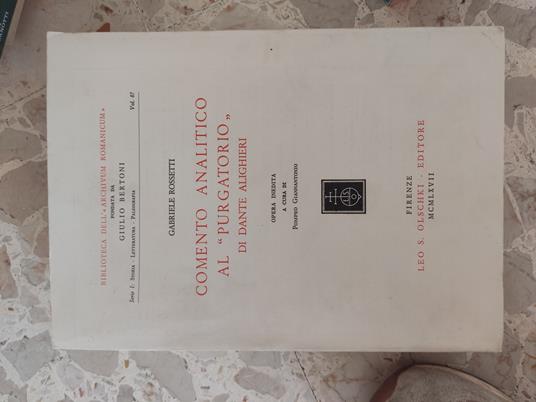 BIBLIOTECA DELL'« ARCHIVUM ROMANICUM »
FONDATA DA
GIULIO BERTONI
Serie I: Storia - Letteratura - Paleografia Vol. 87
GABRIELE ROSSETTI
COMENTO ANALITICO
AL “PURGATORIO„
DI DANTE ALIGHIERI
OPERA INEDITA
A CURA DI
POMPEO GIANNANTONIO
FIRENZE
LEO S. OLSCHKI - EDITORE
MCMLXVII